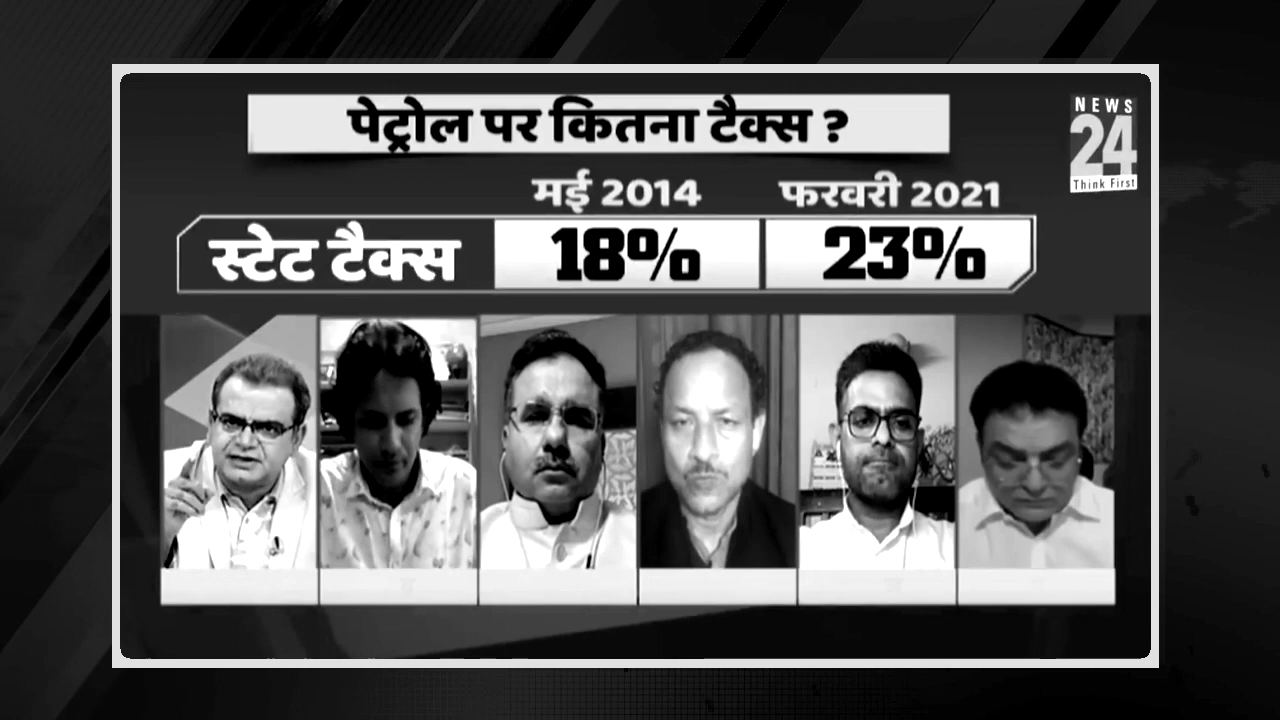 पेट्रोल पर कितना टैक्स ?
NEWS
24
Think First
मई 2014 फरवरी 2021
स्टेट टैक्स 18% 23%